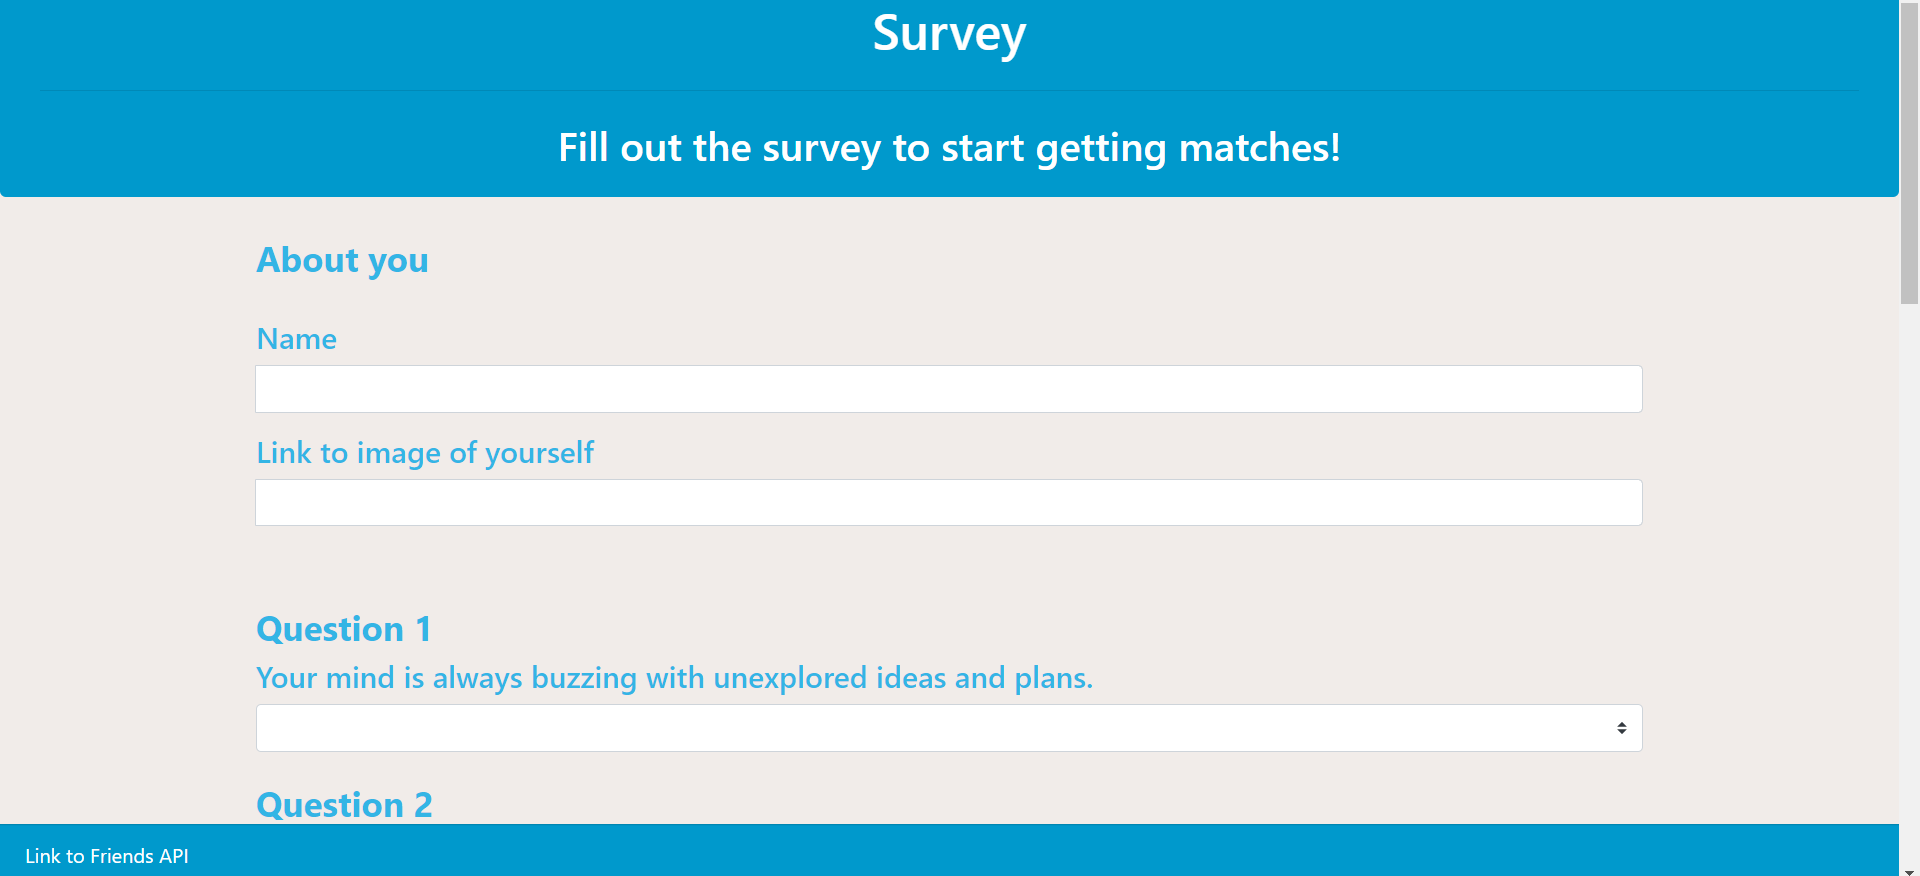 Survey
Fill out the survey to start getting matches!
About you
Name
Link to image of yourself
Question 1
Your mind is always buzzing with unexplored ideas and plans.
Question 2
Link to Friends API